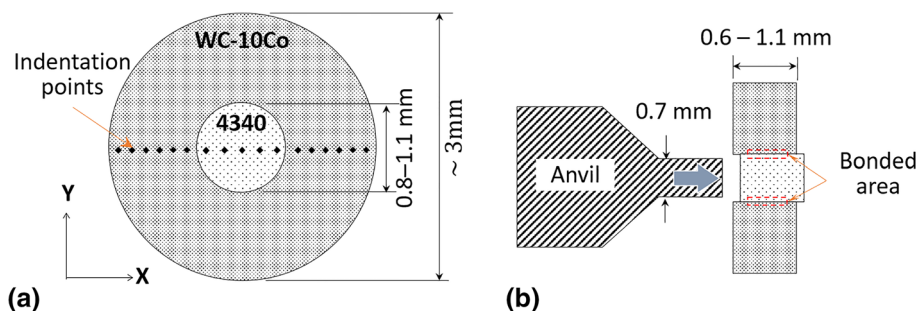 WC-10Co
Indentation
points
4340
0.8–1.1 mm
~ 3mm
Y
X
(a)
0.6 – 1.1 mm
0.7 mm
Anvil
Bonded
area
(b)